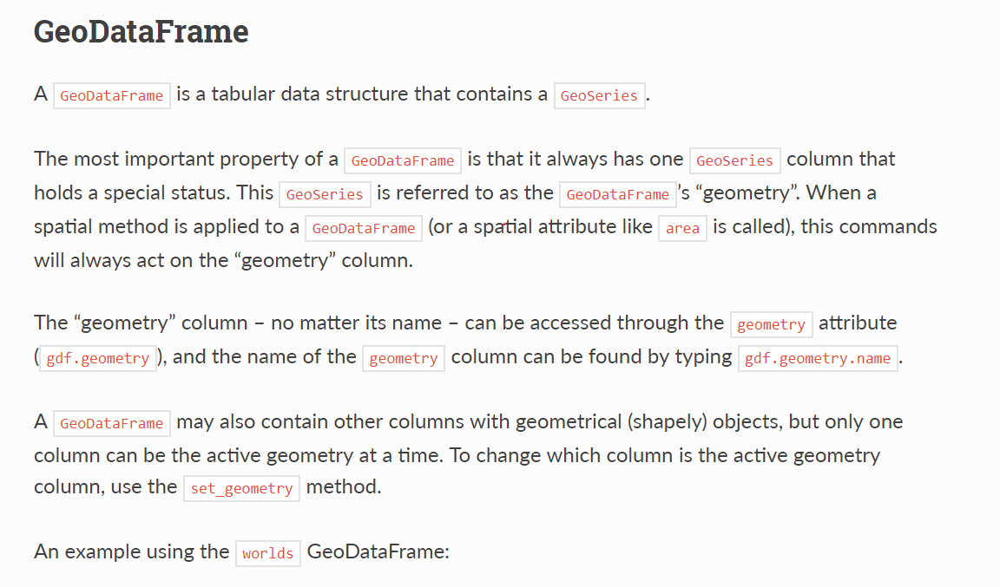 GeoDataFrame
A GeoDataFrame is a tabular data structure that contains a GeoSeries.
The most important property of a GeoDataFrame is that it always has one GeoSeries column that
holds a special status. This GeoSeries is referred to as the GeoDataFrame’s “geometry”. When a
spatial method is applied to a GeoDataFrame (or a spatial attribute like area is called), this commands
will always act on the “geometry” column.
The “geometry” column – no matter its name – can be accessed through the geometry attribute
(gdf.geometry), and the name of the geometry column can be found by typing gdf.geometry.name.
A GeoDataFrame may also contain other columns with geometrical (shapely) objects, but only one
column can be the active geometry at a time. To change which column is the active geometry
column, use the set_geometry method.
An example using the worlds GeoDataFrame: